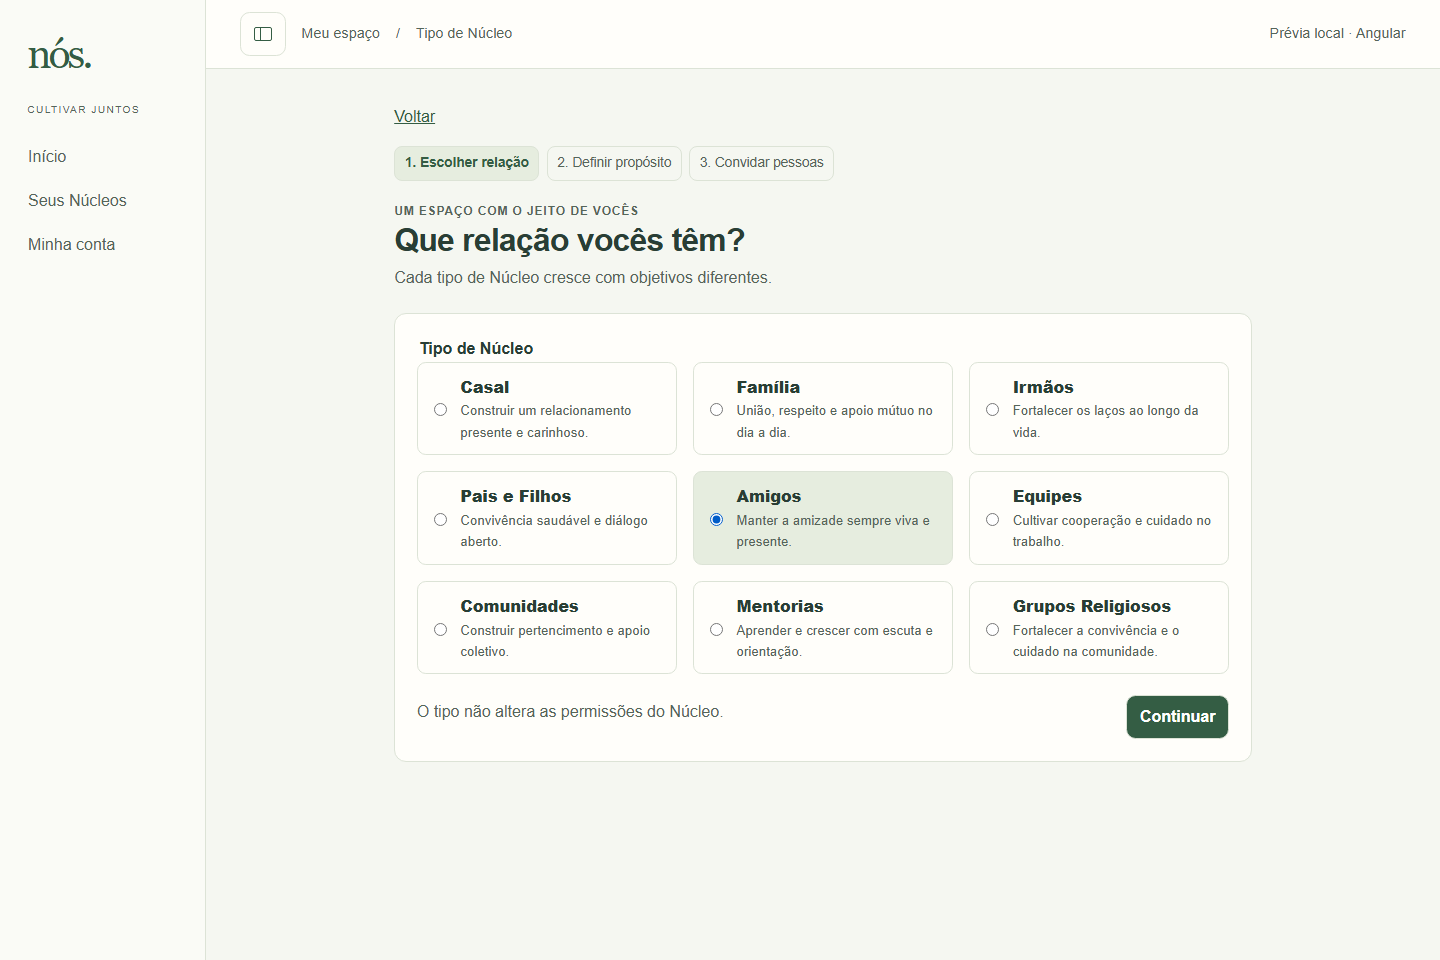 nós.
CULTIVAR JUNTOS
Início
Seus Núcleos
Minha conta
Meu espaço / Tipo de Núcleo
Prévia local · Angular
Voltar
1. Escolher relação
2. Definir propósito
3. Convidar pessoas
UM ESPAÇO COM O JEITO DE VOCÊS
Que relação vocês têm?
Cada tipo de Núcleo cresce com objetivos diferentes.
Tipo de Núcleo
Casal
Construir um relacionamento
presente e carinhoso.
Família
União, respeito e apoio mútuo no
dia a dia.
Irmãos
Fortalecer os laços ao longo da
vida.
Pais e Filhos
Convivência saudável e diálogo
aberto.
Amigos
Manter a amizade sempre viva e
presente.
Equipes
Cultivar cooperação e cuidado no
trabalho.
Comunidades
Construir pertencimento e apoio
coletivo.
Mentorias
Aprender e crescer com escuta e
orientação.
Grupos Religiosos
Fortalecer a convivência e o
cuidado na comunidade.
O tipo não altera as permissões do Núcleo.
Continuar